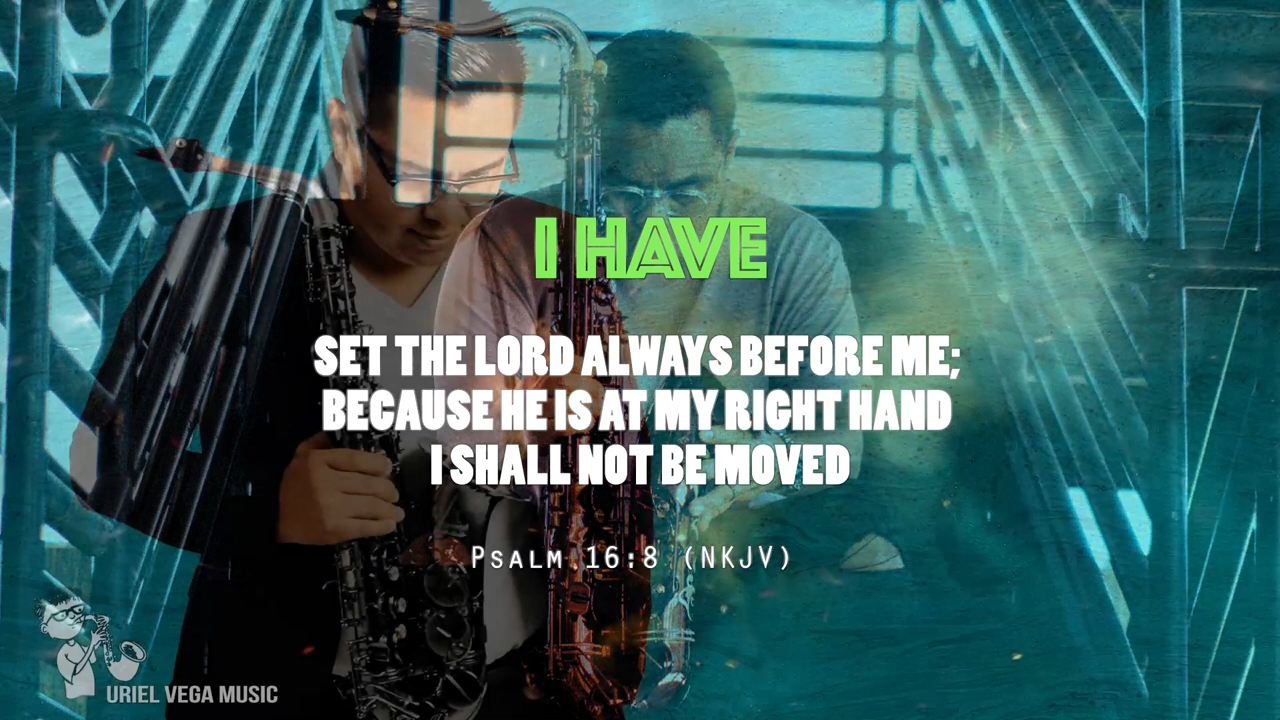 I HAVE
SET THE LORD ALWAYS BEFORE ME;
BECAUSE HE IS AT MY RIGHT HAND
I SHALL NOT BE MOVED
PSALM 16:8 (NKJV)
URIEL VEGA MUSIC